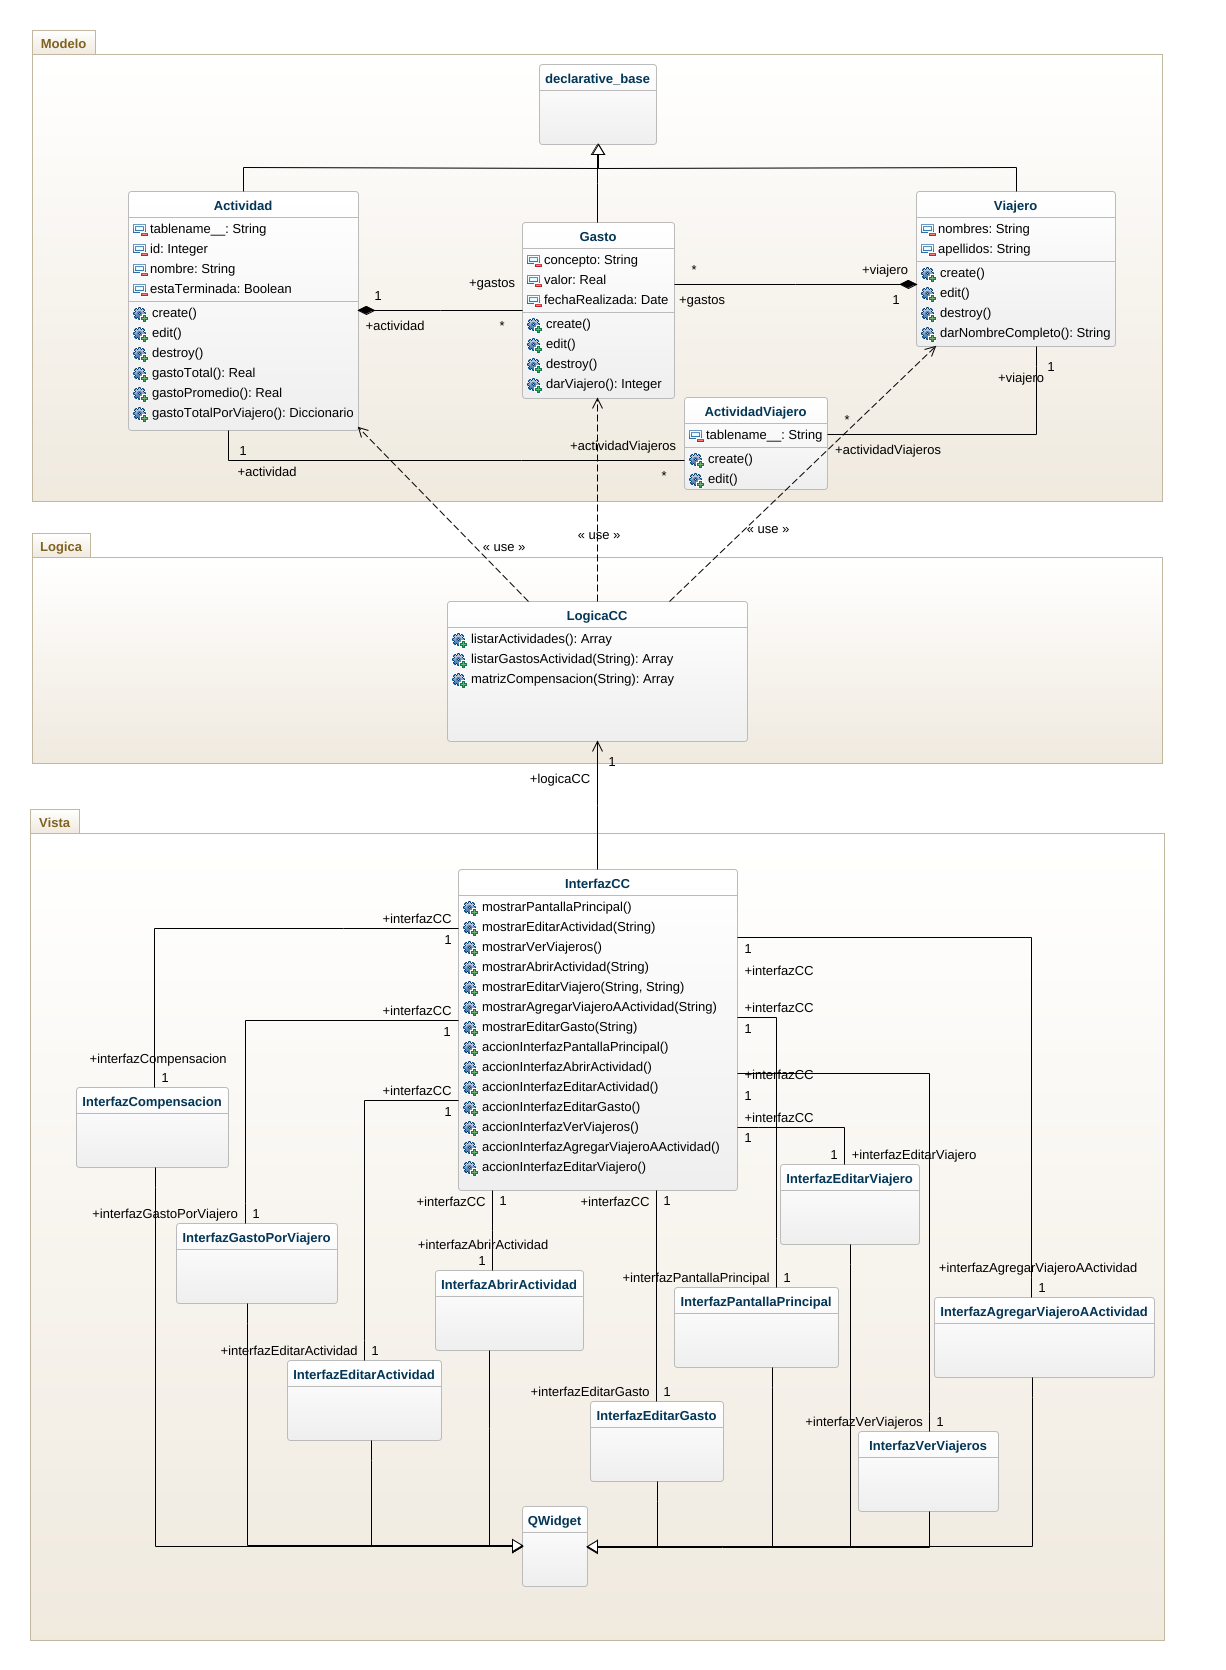 Modelo
declarative_base
Actividad
tablename__: String
id: Integer
nombre: String
estaTerminada: Boolean
create()
edit()
destroy()
gastoTotal(): Real
gastoPromedio(): Real
gastoTotalPorViajero(): Diccionario
Gasto
concepto: String
valor: Real
fechaRealizada: Date
create()
edit()
destroy()
darViajero(): Integer
Viajero
nombres: String
apellidos: String
create()
edit()
destroy()
darNombreCompleto(): String
1
+actividad
+gastos
*
*
+gastos
+viajero
1
ActividadViajero
tablename__: String
create()
edit()
1
+actividad
+actividadViajeros
*
1
+viajero
*
+actividadViajeros
« use »
« use »
« use »
Logica
LogicaCC
listarActividades(): Array
listarGastosActividad(String): Array
matrizCompensacion(String): Array
1
+logicaCC
Vista
InterfazCC
mostrarPantallaPrincipal()
mostrarEditarActividad(String)
mostrarVerViajeros()
mostrarAbrirActividad(String)
mostrarEditarViajero(String, String)
mostrarAgregarViajeroAActividad(String)
mostrarEditarGasto(String)
accionInterfazPantallaPrincipal()
accionInterfazAbrirActividad()
accionInterfazEditarActividad()
accionInterfazEditarGasto()
accionInterfazVerViajeros()
accionInterfazAgregarViajeroAActividad()
accionInterfazEditarViajero()
+interfazCC
1
+interfazCC
1
+interfazCC
1
1
+interfazCC
+interfazCC
1
+interfazCC
1
+interfazCC
1
+interfazCompensacion
1
InterfazCompensacion
1
+interfazEditarViajero
InterfazEditarViajero
+interfazCC
1
+interfazCC
1
+interfazGastoPorViajero
1
InterfazGastoPorViajero
+interfazAbrirActividad
1
InterfazAbrirActividad
+interfazPantallaPrincipal
1
InterfazPantallaPrincipal
+interfazAgregarViajeroAActividad
1
InterfazAgregarViajeroAActividad
+interfazEditarActividad
1
InterfazEditarActividad
+interfazEditarGasto
1
InterfazEditarGasto
+interfazVerViajeros
1
InterfazVerViajeros
QWidget